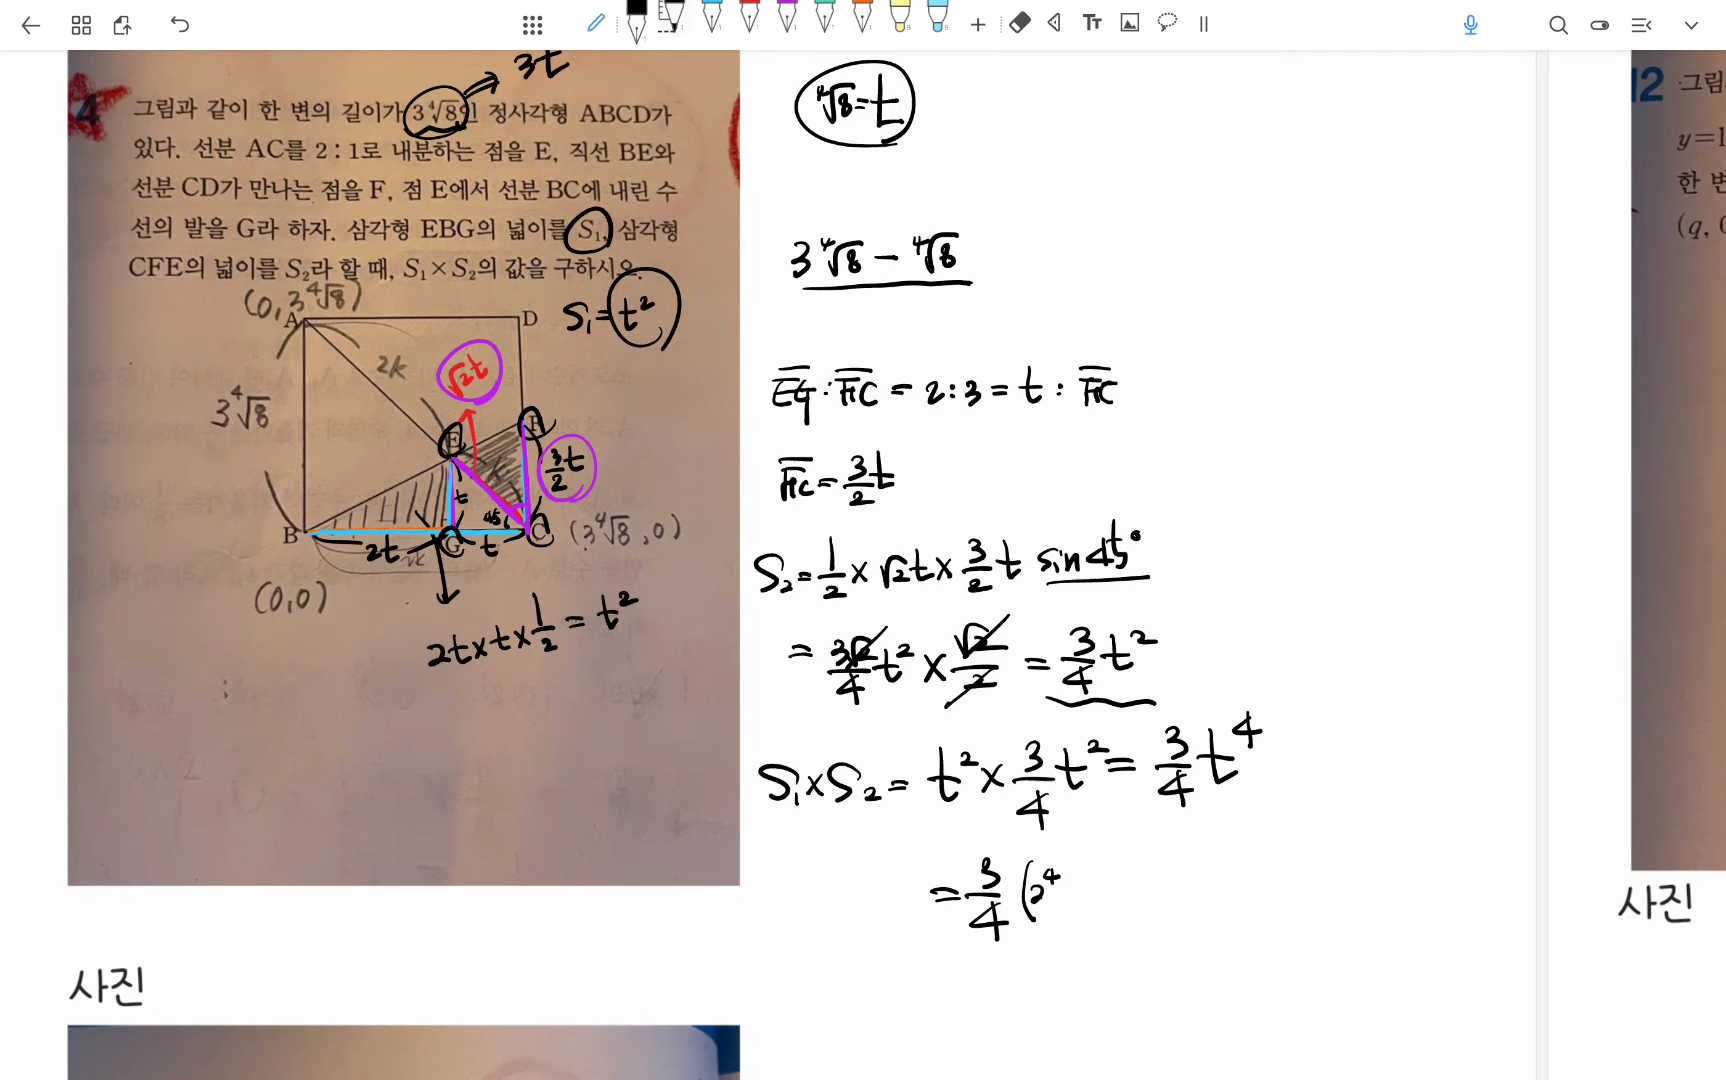 3t
4 그림과 같이 한 변의 길이가 3∜8인 정사각형 ABCD가
있다. 선분 AC를 2 : 1로 내분하는 점을 E, 직선 BE와
선분 CD가 만나는 점을 F, 점 E에서 선분 BC에 내린 수
선의 발을 G라 하자. 삼각형 EBG의 넓이를 S₁, 삼각형
CFE의 넓이를 S₂라 할 때, S₁×S₂의 값을 구하시오.
(0, 3∜8)
S₁= t²
A
D
2k
√2t
3∜8
E
F
k
3/2 t
t
45
B
2t
G
t
C
(3∜8, 0)
2k
(0,0)
2t×t×1/2 = t²
∜8=t
3∜8 − ∜8
EG : FC = 2:3 = t : FC
FC = 3/2 t
S₂= 1/2 × √2t × 3/2 t sin45°
= 3√2/4 t² × √2/2 = 3/4 t²
S₁×S₂= t² × 3/4 t² = 3/4 t⁴
= 3/4 (2⁴
사진
12 그림
y=1
한 변
(q, 0
사진
Tт